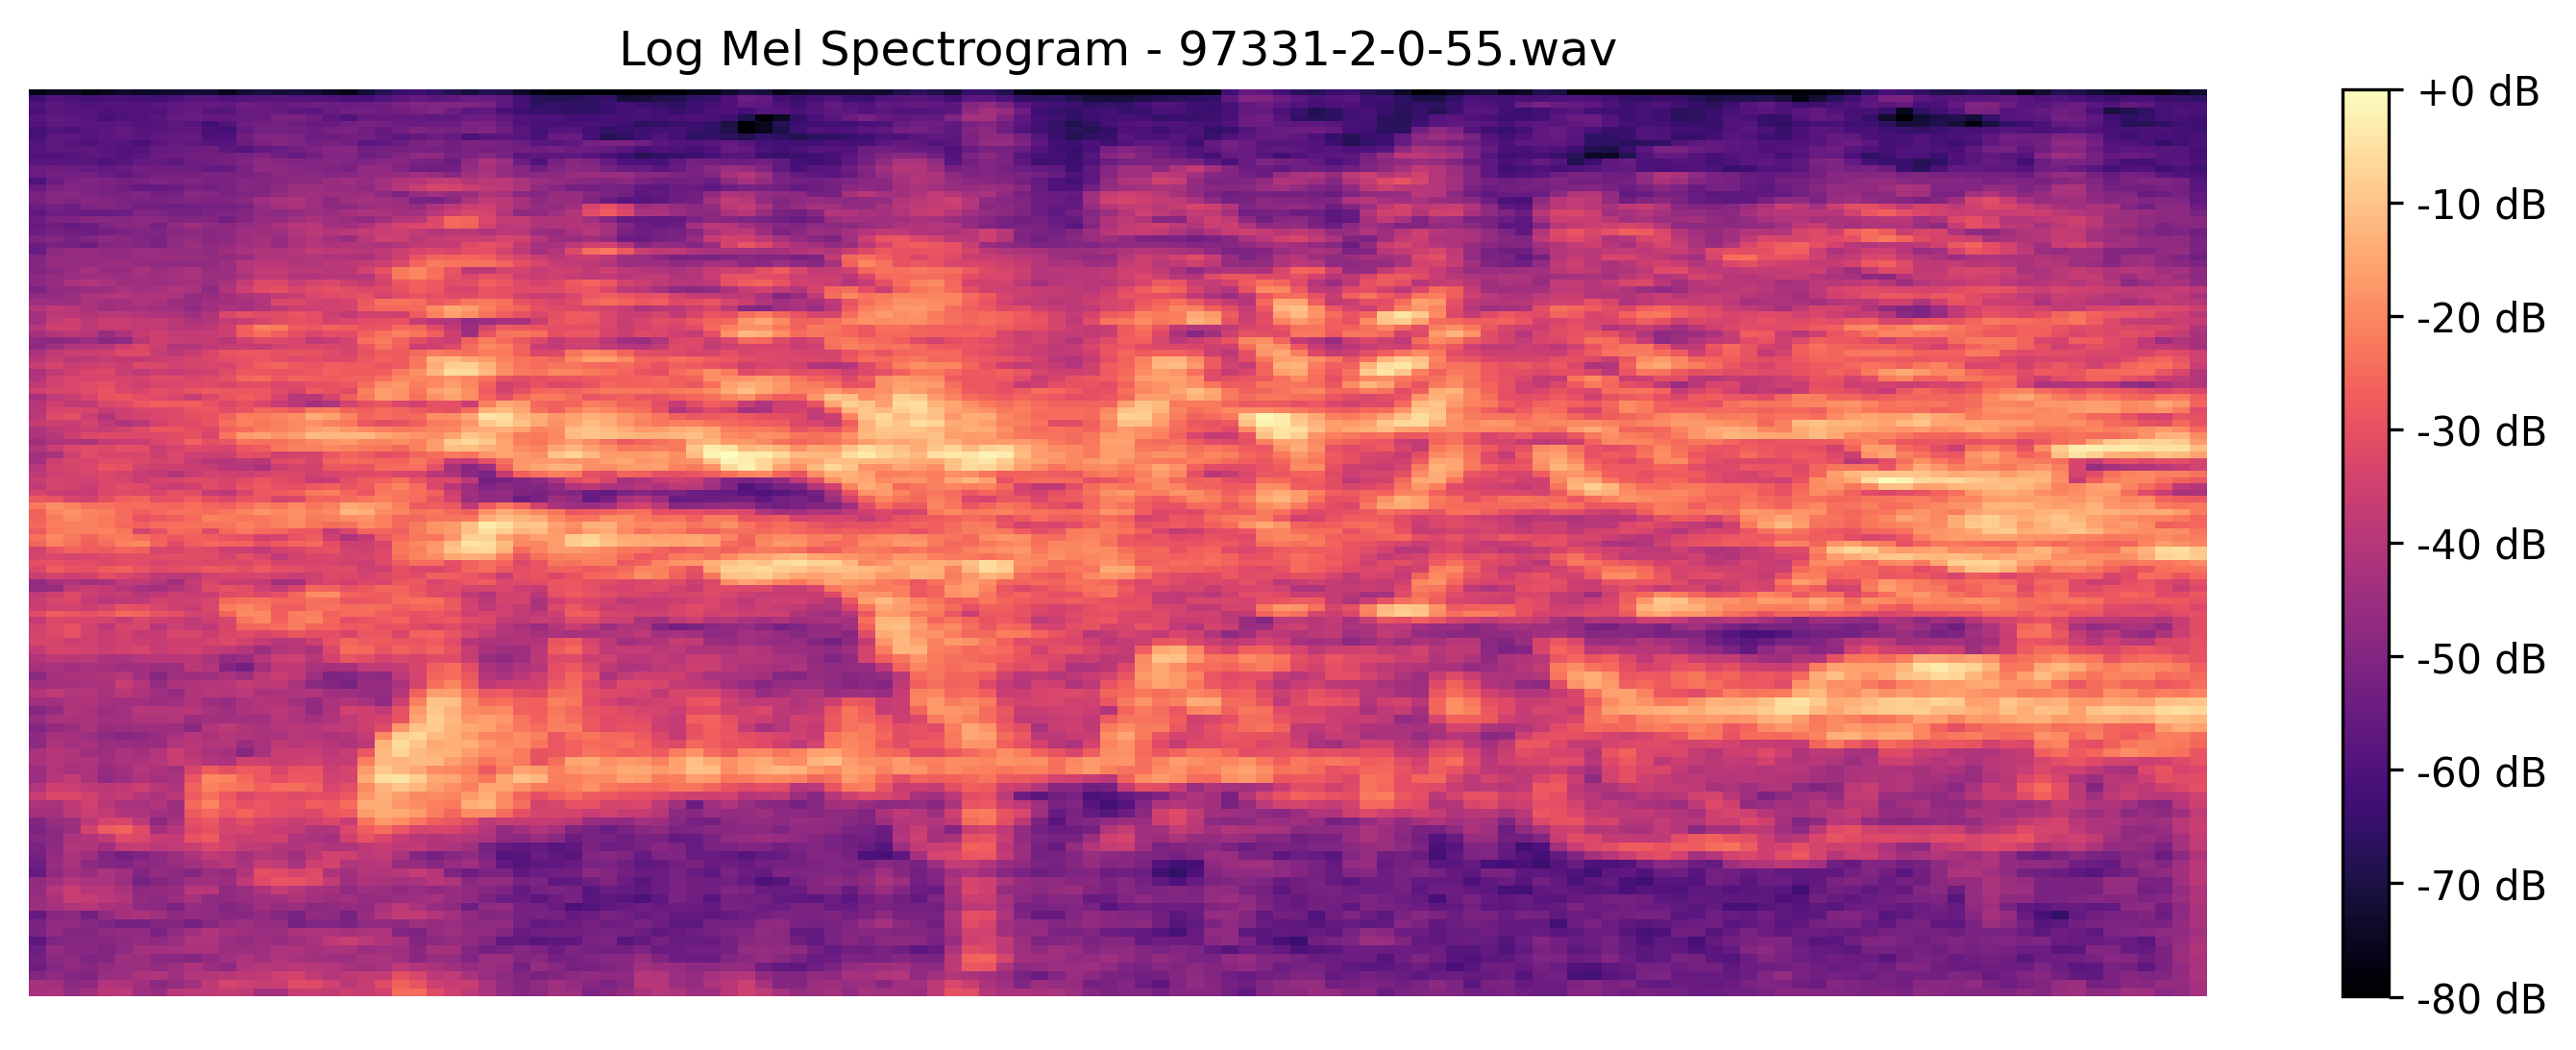 Log Mel Spectrogram - 97331-2-0-55.wav
+0 dB
-10 dB
-20 dB
-30 dB
-40 dB
-50 dB
-60 dB
-70 dB
-80 dB